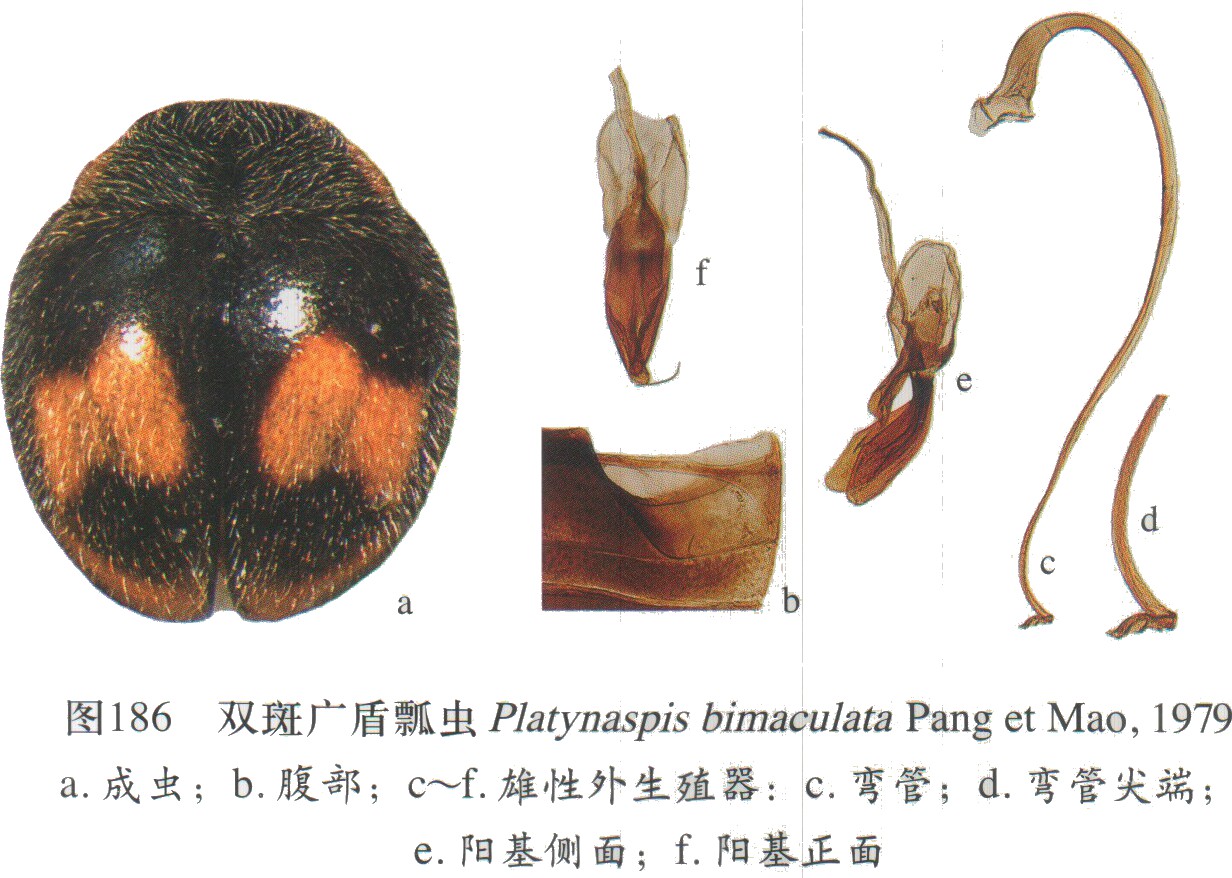 f
e
a
b
c
d
图186 双斑广盾瓢虫 Platynaspis bimaculata Pang et Mao, 1979
a. 成虫；b. 腹部；c～f. 雄性外生殖器：c. 弯管；d. 弯管尖端；
e. 阳基侧面；f. 阳基正面